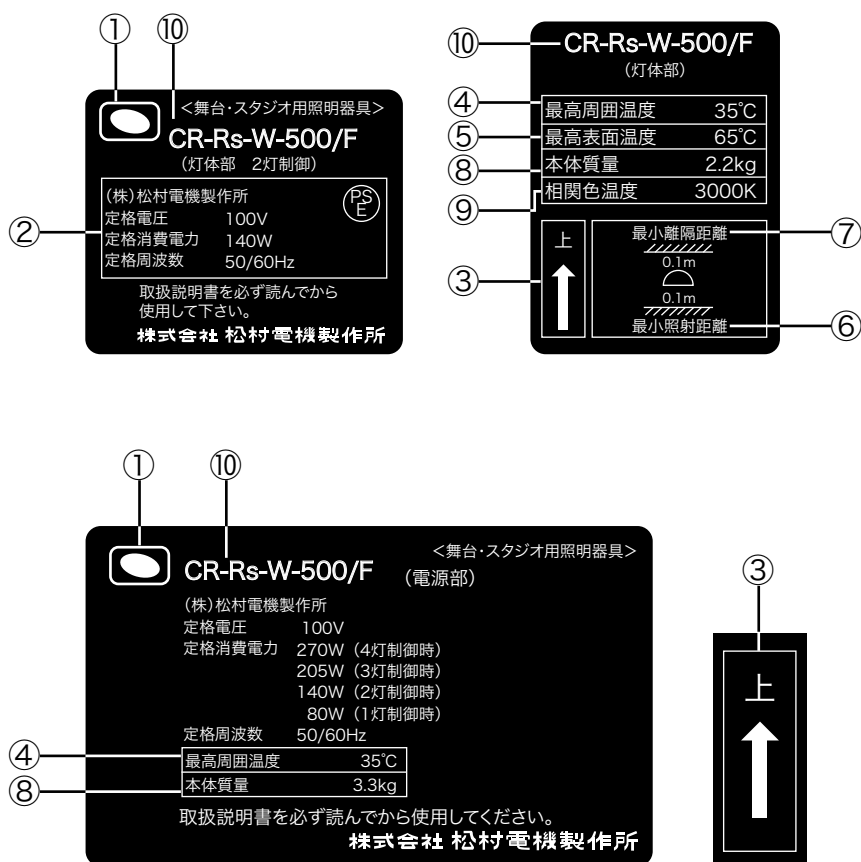 ① ⑩
<舞台・スタジオ用照明器具>
CR-Rs-W-500/F
(灯体部 2灯制御)
② (株)松村電機製作所
PS E
定格電圧 100V
定格消費電力 140W
定格周波数 50/60Hz
取扱説明書を必ず読んでから
使用して下さい。
株式会社 松村電機製作所
⑩ CR-Rs-W-500/F
(灯体部)
④ 最高周囲温度 35℃
⑤ 最高表面温度 65℃
⑧ 本体質量 2.2kg
⑨ 相関色温度 3000K
③ 上
最小離隔距離 ⑦
0.1m
0.1m
最小照射距離 ⑥
① ⑩
<舞台・スタジオ用照明器具>
CR-Rs-W-500/F (電源部)
(株)松村電機製作所
定格電圧 100V
定格消費電力 270W (4灯制御時)
205W (3灯制御時)
140W (2灯制御時)
80W (1灯制御時)
定格周波数 50/60Hz
④ 最高周囲温度 35℃
⑧ 本体質量 3.3kg
取扱説明書を必ず読んでから使用してください。
株式会社 松村電機製作所
③
上